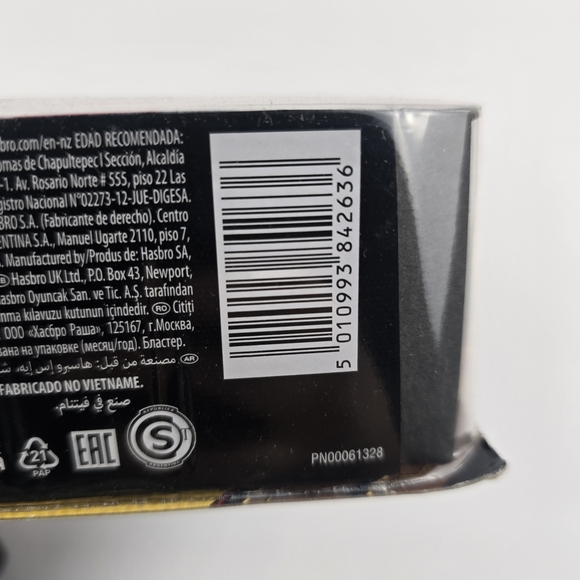 bro.com/en-nz EDAD RECOMENDADA:
omas de Chapultepec I Sección, Alcaldía
-1. Av. Rosario Norte # 555, piso 22 Las
gistro Nacional N°02273-12-JUE-DIGESA.
BRO S.A. (Fabricante de derecho). Centro
ENTINA S.A., Manuel Ugarte 2110, piso 7,
. Manufactured by/Produs de: Hasbro SA,
Hasbro UK Ltd., P.O. Box 43, Newport,
Hasbro Oyuncak San. ve Tic. A.Ş. tarafından
nma kılavuzu kutunun içindedir. RO Citiți
ООО «Хасбро Раша», 125167, г.Москва,
зана на упаковке (месяц/год). Бластер.
AR مصنعة من قبل: هاسبرو إس إيه، ش
FABRICADO NO VIETNAME.
صنع في فيتنام.
21
PAP
EAC
S
PN00061328
5 010993 842636